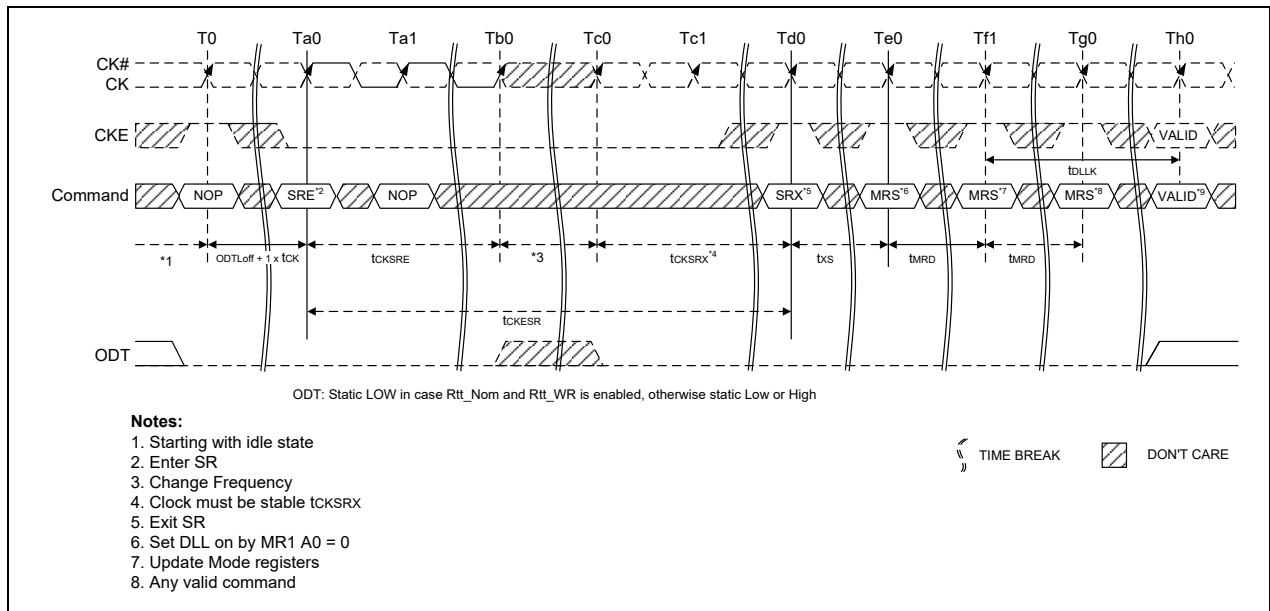 T0 Ta0 Ta1 Tb0 Tc0 Tc1 Td0 Te0 Tf1 Tg0 Th0
CK#
CK
CKE VALID
tDLLK
Command NOP SRE*2 NOP SRX*5 MRS*6 MRS*7 MRS*8 VALID*9
*1 ODTLoff + 1 x tCK tCKSRE *3 tCKSRX*4 tXS tMRD tMRD
tCKESR
ODT
ODT: Static LOW in case Rtt_Nom and Rtt_WR is enabled, otherwise static Low or High
Notes:
1. Starting with idle state
2. Enter SR
3. Change Frequency
4. Clock must be stable tCKSRX
5. Exit SR
6. Set DLL on by MR1 A0 = 0
7. Update Mode registers
8. Any valid command
TIME BREAK DON'T CARE